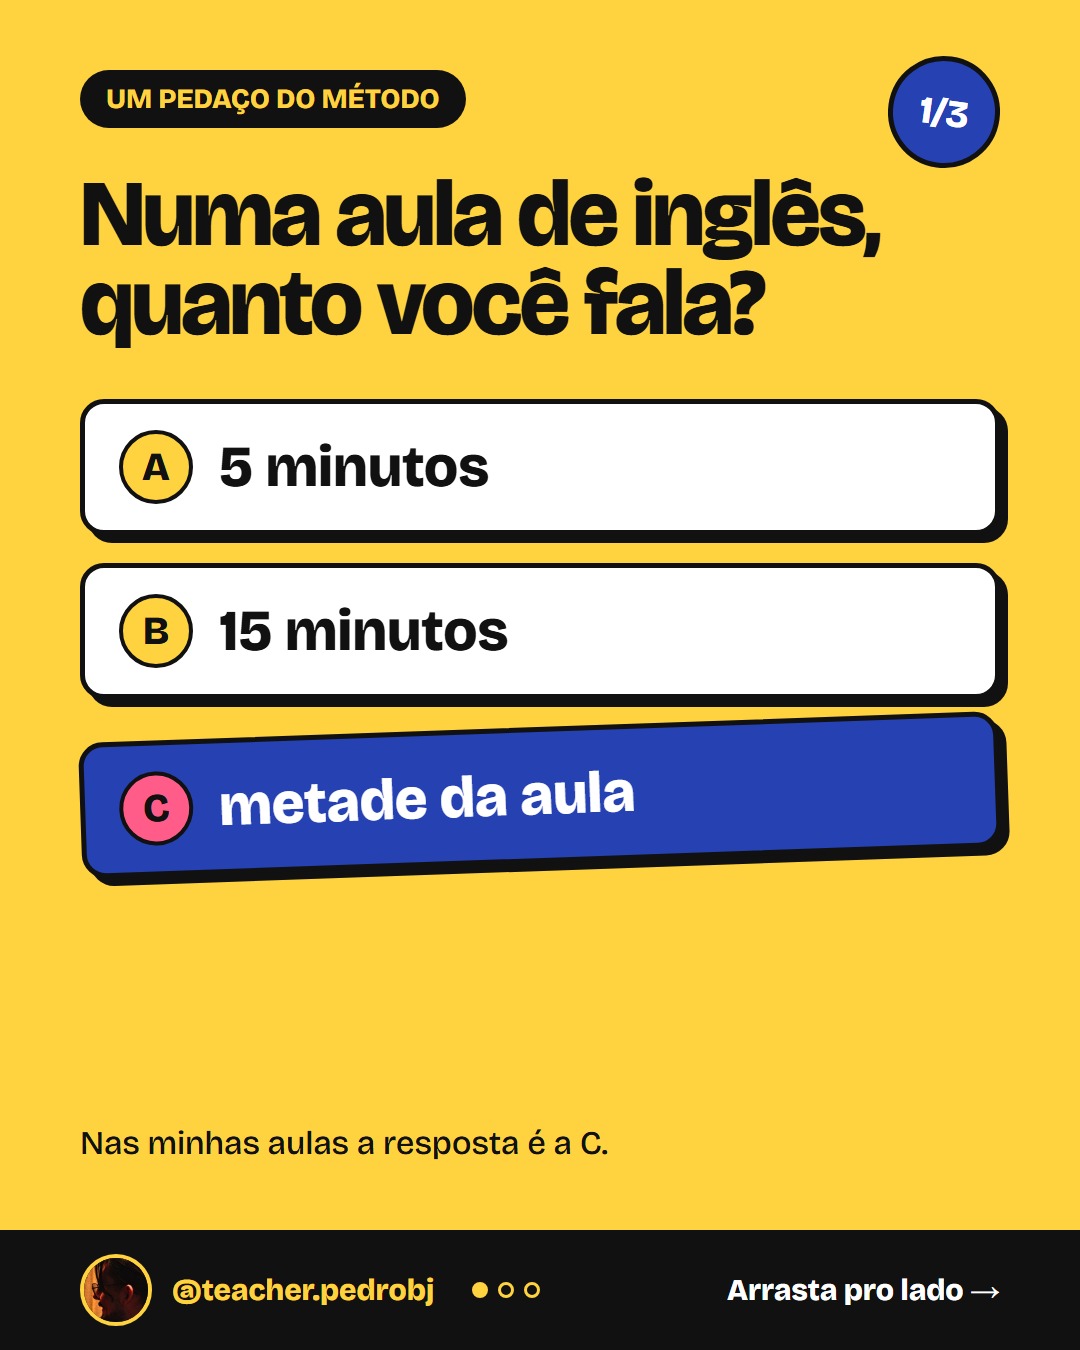 UM PEDAÇO DO MÉTODO
1/3
Numa aula de inglês,
quanto você fala?
A 5 minutos
B 15 minutos
C metade da aula
Nas minhas aulas a resposta é a C.
@teacher.pedrobj
Arrasta pro lado →